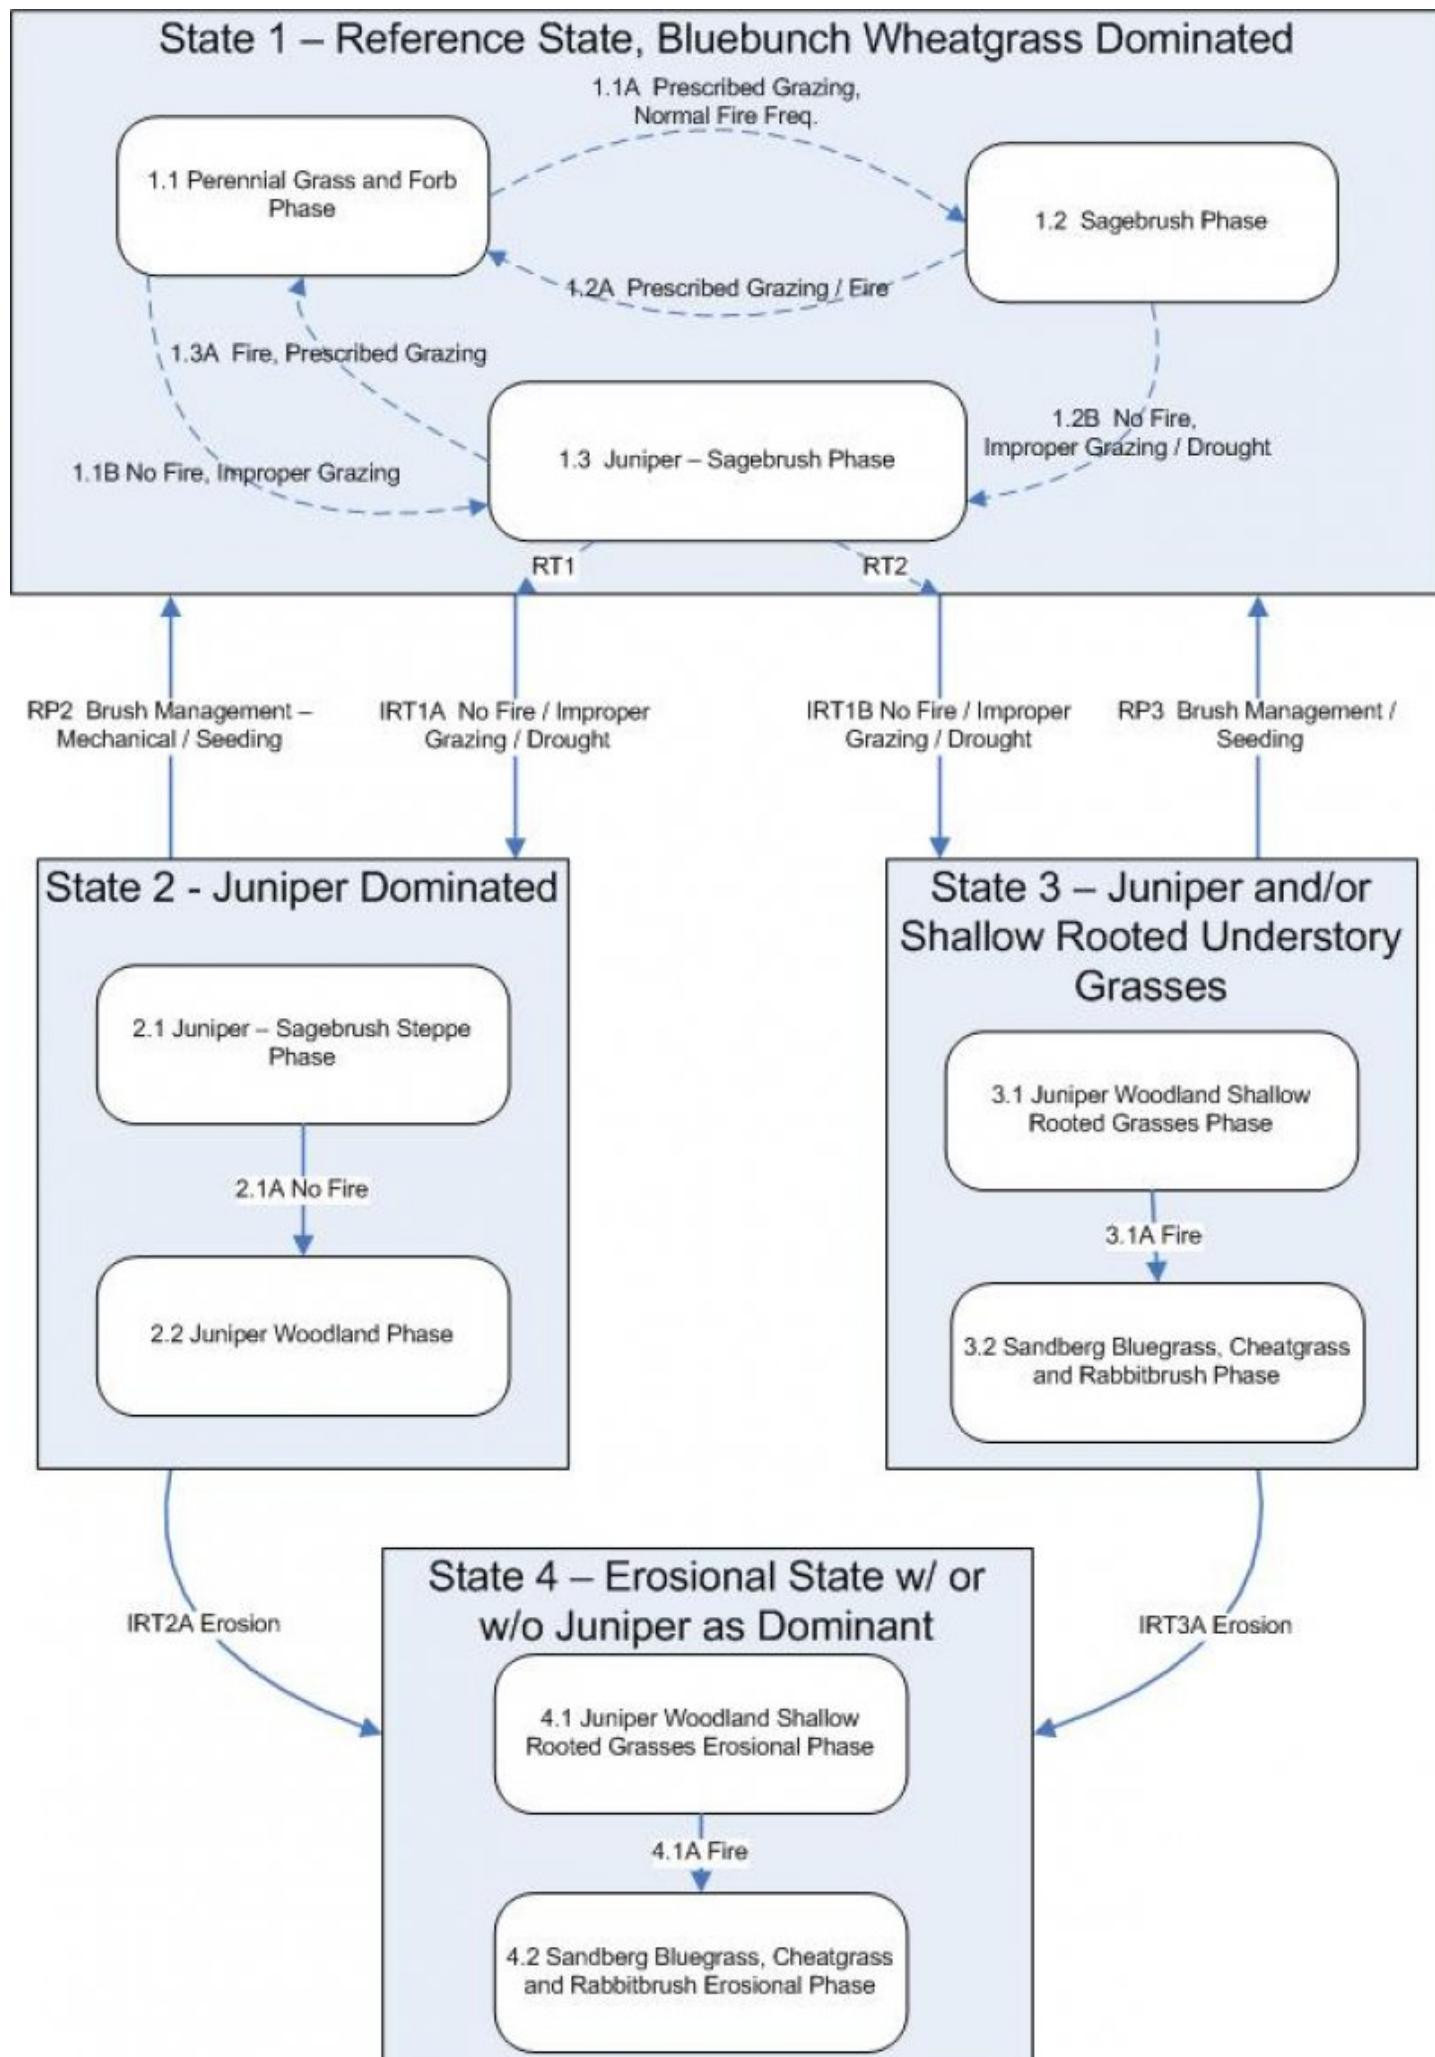 State 1 – Reference State, Bluebunch Wheatgrass Dominated
1.1A Prescribed Grazing,
Normal Fire Freq.
1.1 Perennial Grass and Forb
Phase
1.2 Sagebrush Phase
1.2A Prescribed Grazing / Fire
1.3A Fire, Prescribed Grazing
1.2B No Fire,
Improper Grazing / Drought
1.3 Juniper – Sagebrush Phase
1.1B No Fire, Improper Grazing
RT1
RT2
RP2 Brush Management –
Mechanical / Seeding
IRT1A No Fire / Improper
Grazing / Drought
IRT1B No Fire / Improper
Grazing / Drought
RP3 Brush Management /
Seeding
State 2 - Juniper Dominated
2.1 Juniper – Sagebrush Steppe
Phase
2.1A No Fire
2.2 Juniper Woodland Phase
State 3 – Juniper and/or
Shallow Rooted Understory
Grasses
3.1 Juniper Woodland Shallow
Rooted Grasses Phase
3.1A Fire
3.2 Sandberg Bluegrass, Cheatgrass
and Rabbitbrush Phase
IRT2A Erosion
IRT3A Erosion
State 4 – Erosional State w/ or
w/o Juniper as Dominant
4.1 Juniper Woodland Shallow
Rooted Grasses Erosional Phase
4.1A Fire
4.2 Sandberg Bluegrass, Cheatgrass
and Rabbitbrush Erosional Phase